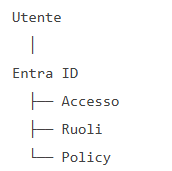 Utente
│
Entra ID
├── Accesso
├── Ruoli
└── Policy